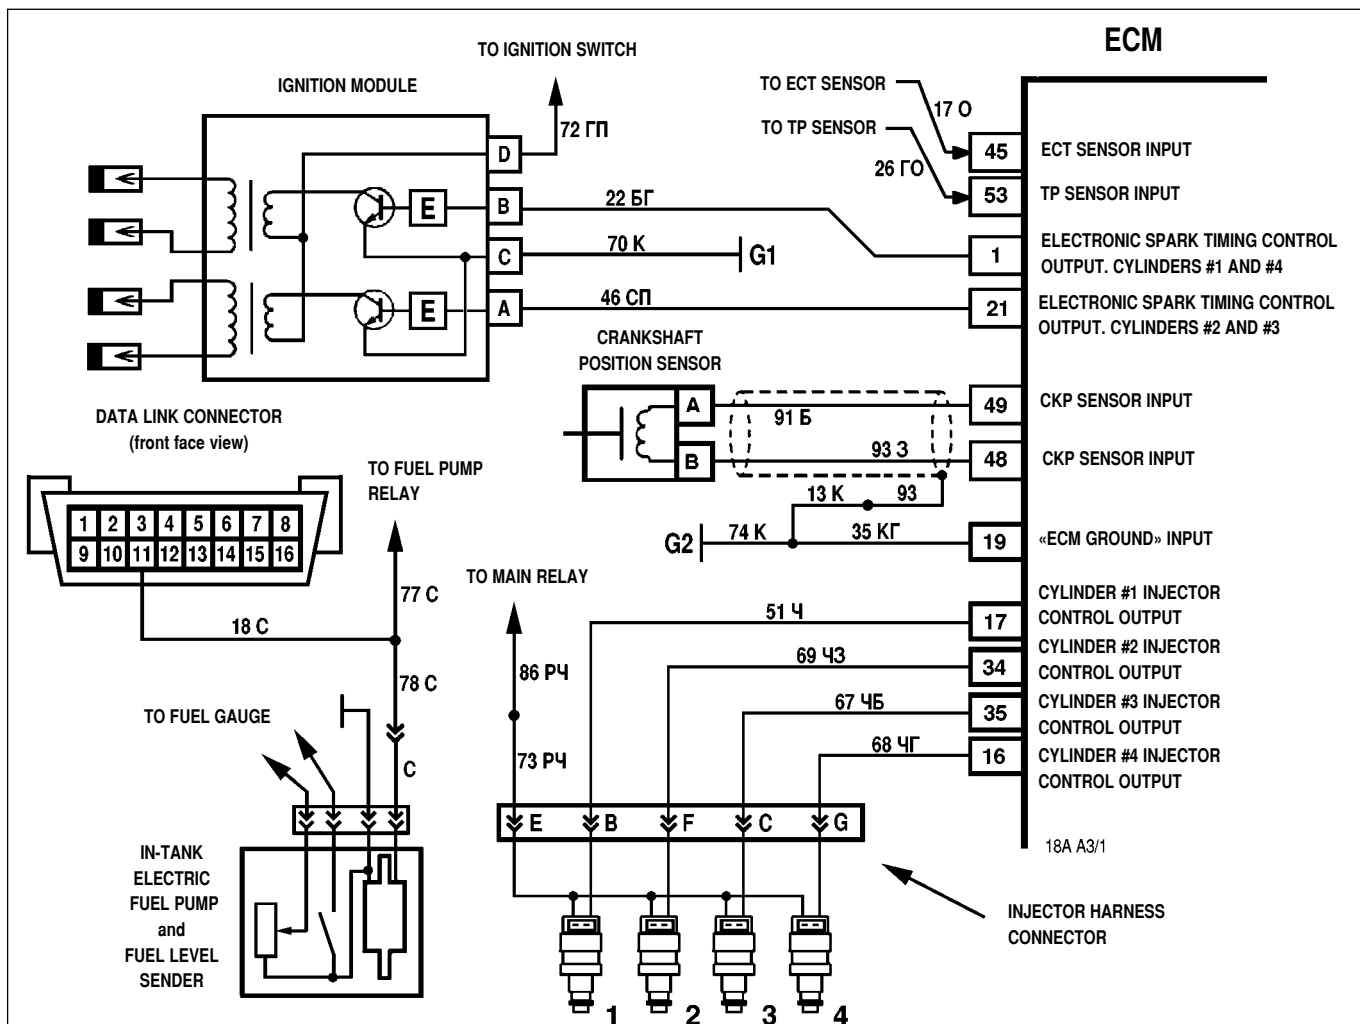 ECM
TO IGNITION SWITCH
IGNITION MODULE
72 ГП
D
B
C
A
E
E
TO ECT SENSOR
17 О
TO TP SENSOR
26 ГО
45
ECT SENSOR INPUT
53
TP SENSOR INPUT
22 БГ
1
ELECTRONIC SPARK TIMING CONTROL
OUTPUT. CYLINDERS #1 AND #4
70 К
G1
46 СП
21
ELECTRONIC SPARK TIMING CONTROL
OUTPUT. CYLINDERS #2 AND #3
CRANKSHAFT
POSITION SENSOR
A
B
91 Б
49
CKP SENSOR INPUT
93 З
48
CKP SENSOR INPUT
13 К
93
G2
74 К
35 КГ
19
«ECM GROUND» INPUT
DATA LINK CONNECTOR
(front face view)
1 2 3 4 5 6 7 8
9 10 11 12 13 14 15 16
TO FUEL PUMP
RELAY
77 С
18 С
78 С
TO FUEL GAUGE
С
IN-TANK
ELECTRIC
FUEL PUMP
and
FUEL LEVEL
SENDER
TO MAIN RELAY
86 РЧ
73 РЧ
51 Ч
17
CYLINDER #1 INJECTOR
CONTROL OUTPUT
69 ЧЗ
34
CYLINDER #2 INJECTOR
CONTROL OUTPUT
67 ЧБ
35
CYLINDER #3 INJECTOR
CONTROL OUTPUT
68 ЧГ
16
CYLINDER #4 INJECTOR
CONTROL OUTPUT
E B F C G
18A A3/1
INJECTOR HARNESS
CONNECTOR
1 2 3 4